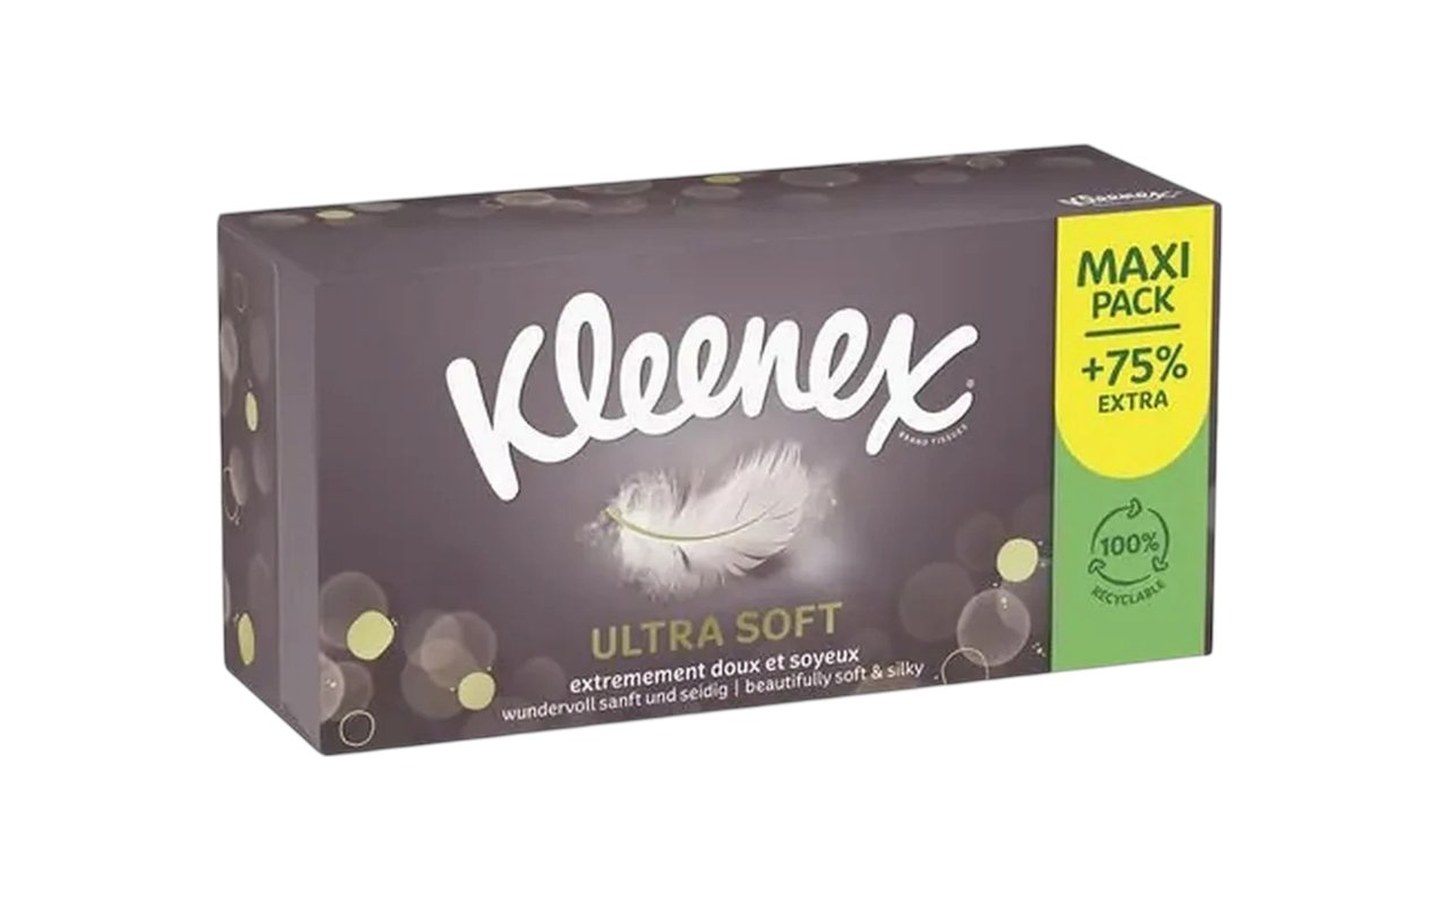 Kleenex
Kleenex
®
BRAND TISSUES
ULTRA SOFT
extremement doux et soyeux
wundervoll sanft und seidig | beautifully soft & silky
MAXI
PACK
+75%
EXTRA
100%
RECYCLABLE